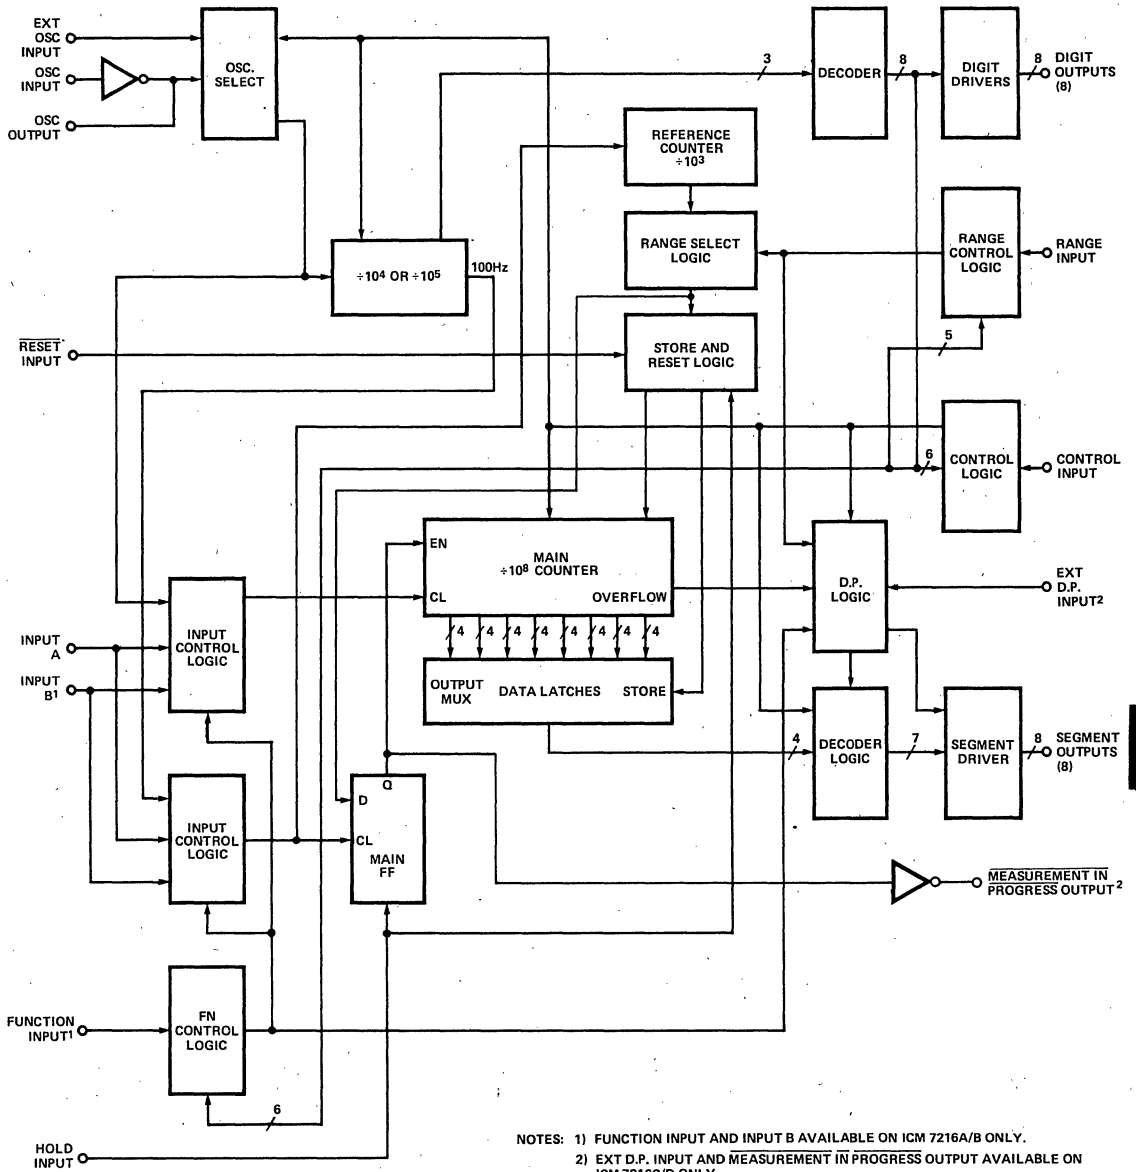 EXT
OSC
INPUT
OSC
INPUT
OSC
OUTPUT
OSC.
SELECT
3
DECODER
8
DIGIT
DRIVERS
8
DIGIT
OUTPUTS
(8)
REFERENCE
COUNTER
÷10³
RANGE SELECT
LOGIC
RANGE
CONTROL
LOGIC
RANGE
INPUT
÷10⁴ OR ÷10⁵
100Hz
RESET
INPUT
STORE AND
RESET LOGIC
5
6
CONTROL
LOGIC
CONTROL
INPUT
EN
MAIN
÷10⁸ COUNTER
CL
OVERFLOW
D.P.
LOGIC
EXT
D.P.
INPUT²
4 4 4 4 4 4 4 4
INPUT
CONTROL
LOGIC
INPUT
A
INPUT
B¹
OUTPUT
MUX
DATA LATCHES
STORE
4
DECODER
LOGIC
7
SEGMENT
DRIVER
8
SEGMENT
OUTPUTS
(8)
Q
D
CL
MAIN
FF
INPUT
CONTROL
LOGIC
MEASUREMENT IN
PROGRESS OUTPUT²
FUNCTION
INPUT¹
FN
CONTROL
LOGIC
6
HOLD
INPUT
NOTES: 1) FUNCTION INPUT AND INPUT B AVAILABLE ON ICM 7216A/B ONLY.
2) EXT D.P. INPUT AND MEASUREMENT IN PROGRESS OUTPUT AVAILABLE ON